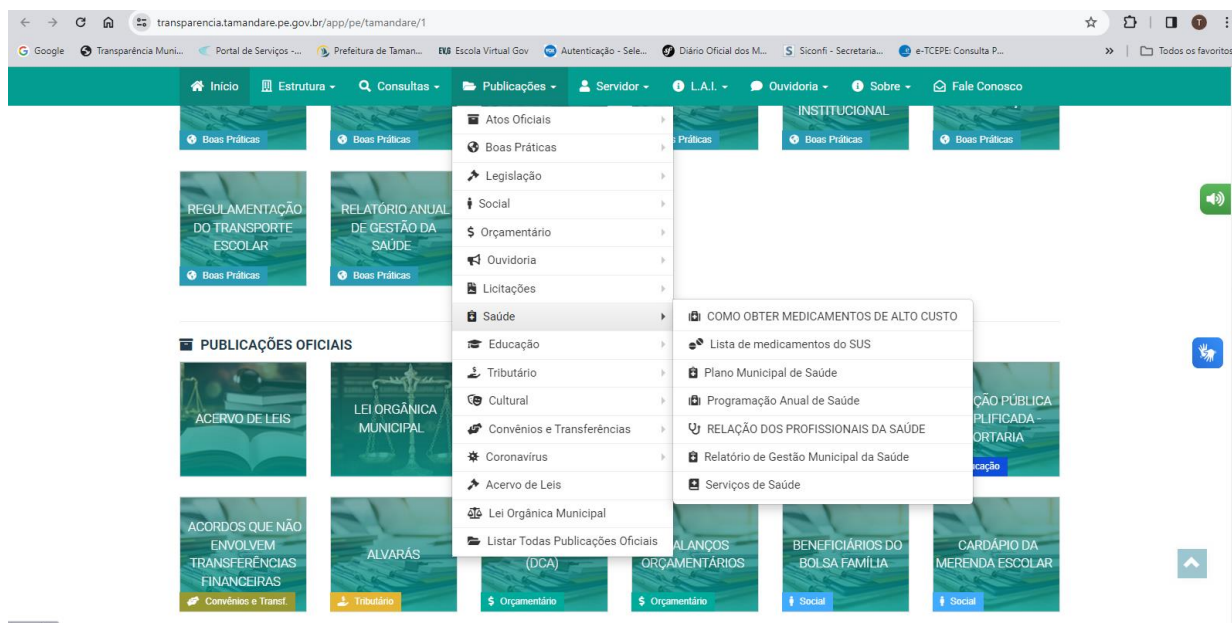 transparencia.tamandare.pe.gov.br/app/pe/tamandare/1
Google
Transparência Muni...
Portal de Serviços -...
Prefeitura de Taman...
EV.G Escola Virtual Gov
Autenticação - Sele...
Diário Oficial dos M...
Siconfi - Secretaria...
e-TCEPE: Consulta P...
»
Todos os favoritos
Início
Estrutura
Consultas
Publicações
Servidor
L.A.I.
Ouvidoria
Sobre
Fale Conosco
Boas Práticas
Boas Práticas
Práticas
INSTITUCIONAL
Boas Práticas
Boas Práticas
Atos Oficiais
Boas Práticas
Legislação
Social
$ Orçamentário
Ouvidoria
Licitações
Saúde
Educação
Tributário
Cultural
Convênios e Transferências
Coronavírus
Acervo de Leis
Lei Orgânica Municipal
Listar Todas Publicações Oficiais
COMO OBTER MEDICAMENTOS DE ALTO CUSTO
Lista de medicamentos do SUS
Plano Municipal de Saúde
Programação Anual de Saúde
RELAÇÃO DOS PROFISSIONAIS DA SAÚDE
Relatório de Gestão Municipal da Saúde
Serviços de Saúde
REGULAMENTAÇÃO
DO TRANSPORTE
ESCOLAR
Boas Práticas
RELATÓRIO ANUAL
DE GESTÃO DA
SAÚDE
Boas Práticas
PUBLICAÇÕES OFICIAIS
ACERVO DE LEIS
LEI ORGÂNICA
MUNICIPAL
ÇÃO PÚBLICA
PLIFICADA -
ORTARIA
cação
ACORDOS QUE NÃO
ENVOLVEM
TRANSFERÊNCIAS
FINANCEIRAS
Convênios e Transf.
ALVARÁS
Tributário
(DCA)
$ Orçamentário
ALANÇOS
ORÇAMENTÁRIOS
$ Orçamentário
BENEFICIÁRIOS DO
BOLSA FAMÍLIA
Social
CARDÁPIO DA
MERENDA ESCOLAR
Social